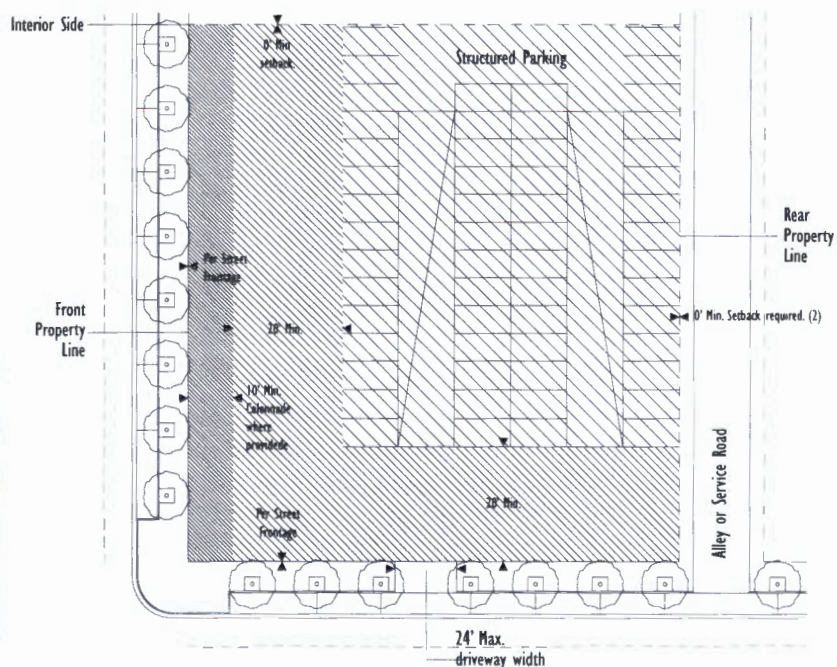 Interior Side
0' Min
setback.
Structured Parking
Rear
Property
Line
Per Street
Frontage
Front
Property
Line
28' Min.
0' Min. Setback required. (2)
10' Min.
Colonnade
where
providede
Per Street
Frontage
28' Min.
Alley or Service Road
24' Max.
driveway width